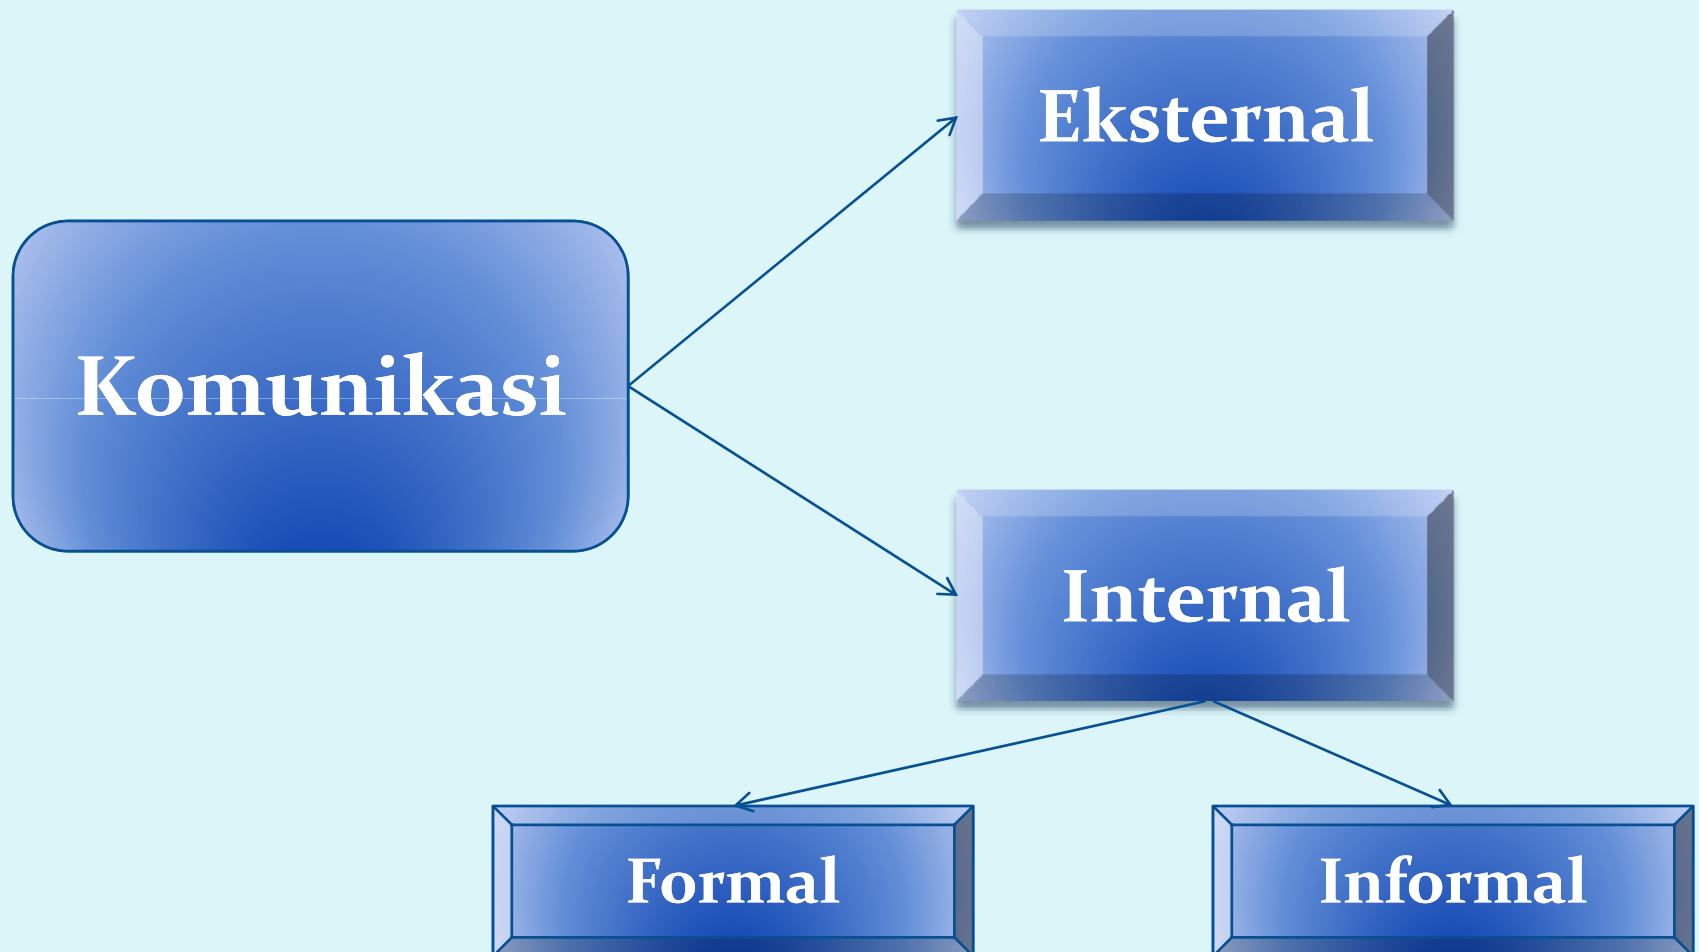 Eksternal
Komunikasi
Internal
Formal
Informal